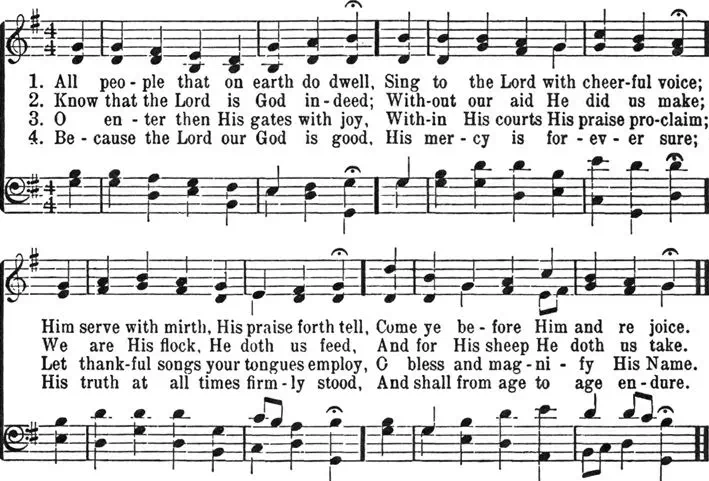 1. All peo - ple that on earth do dwell, Sing to the Lord with cheer-ful voice;
2. Know that the Lord is God in-deed; With-out our aid He did us make;
3. O en - ter then His gates with joy, With-in His courts His praise pro-claim;
4. Be - cause the Lord our God is good, His mer - cy is for - ev - er sure;
4 4
4 4
Him serve with mirth, His praise forth tell, Come ye be - fore Him and re joice.
We are His flock, He doth us feed, And for His sheep He doth us take.
Let thank-ful songs your tongues employ, O bless and mag - ni - fy His Name.
His truth at all times firm-ly stood, And shall from age to age en-dure.